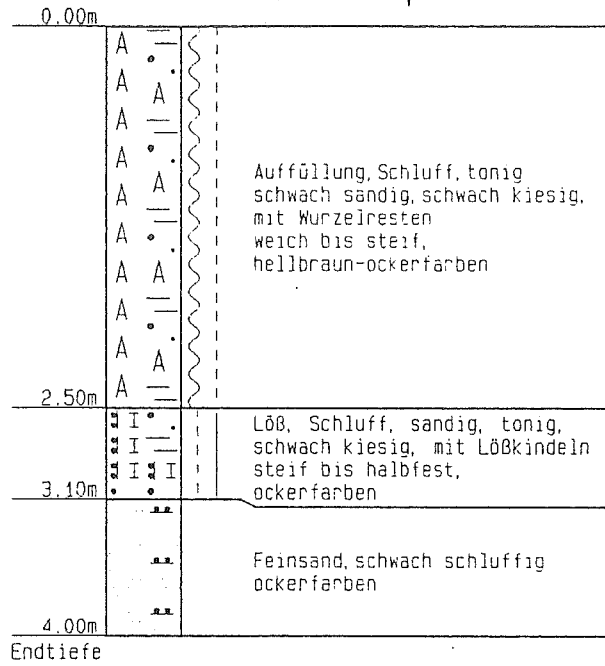 0.00m
Auffüllung, Schluff, tonig
schwach sandig, schwach kiesig,
mit Wurzelresten
weich bis steif,
hellbraun-ockerfarben
2.50m
Löß, Schluff, sandig, tonig,
schwach kiesig, mit Lößkindeln
steif bis halbfest,
ockerfarben
3.10m
Feinsand, schwach schluffig
ockerfarben
4.00m
Endtiefe